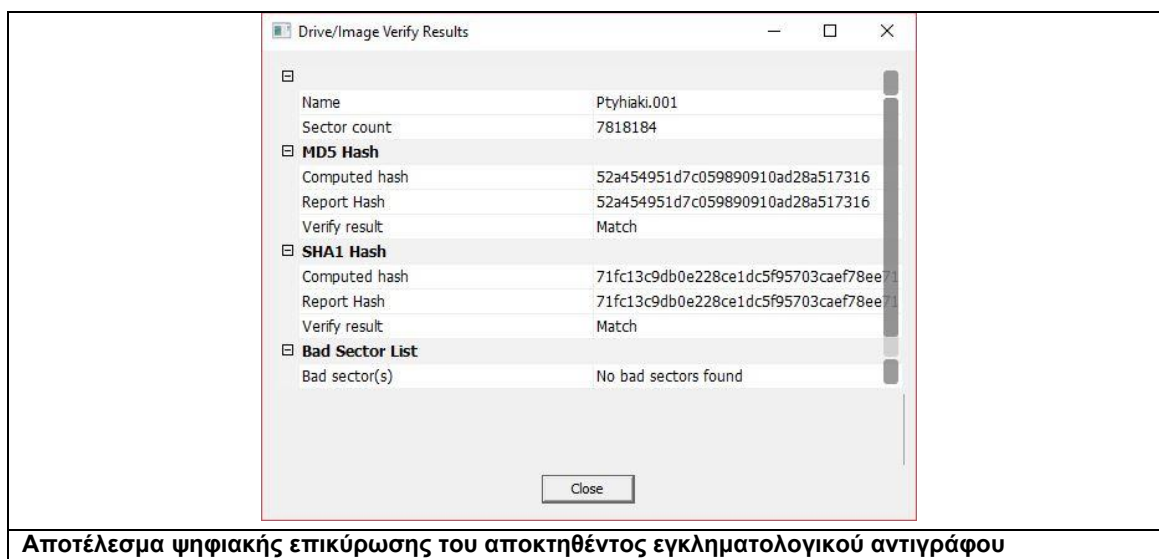 Drive/Image Verify Results
Name Ptyhiaki.001
Sector count 7818184
MD5 Hash
Computed hash 52a454951d7c059890910ad28a517316
Report Hash 52a454951d7c059890910ad28a517316
Verify result Match
SHA1 Hash
Computed hash 71fc13c9db0e228ce1dc5f95703caef78ee71
Report Hash 71fc13c9db0e228ce1dc5f95703caef78ee71
Verify result Match
Bad Sector List
Bad sector(s) No bad sectors found
Close
Αποτέλεσμα ψηφιακής επικύρωσης του αποκτηθέντος εγκληματολογικού αντιγράφου